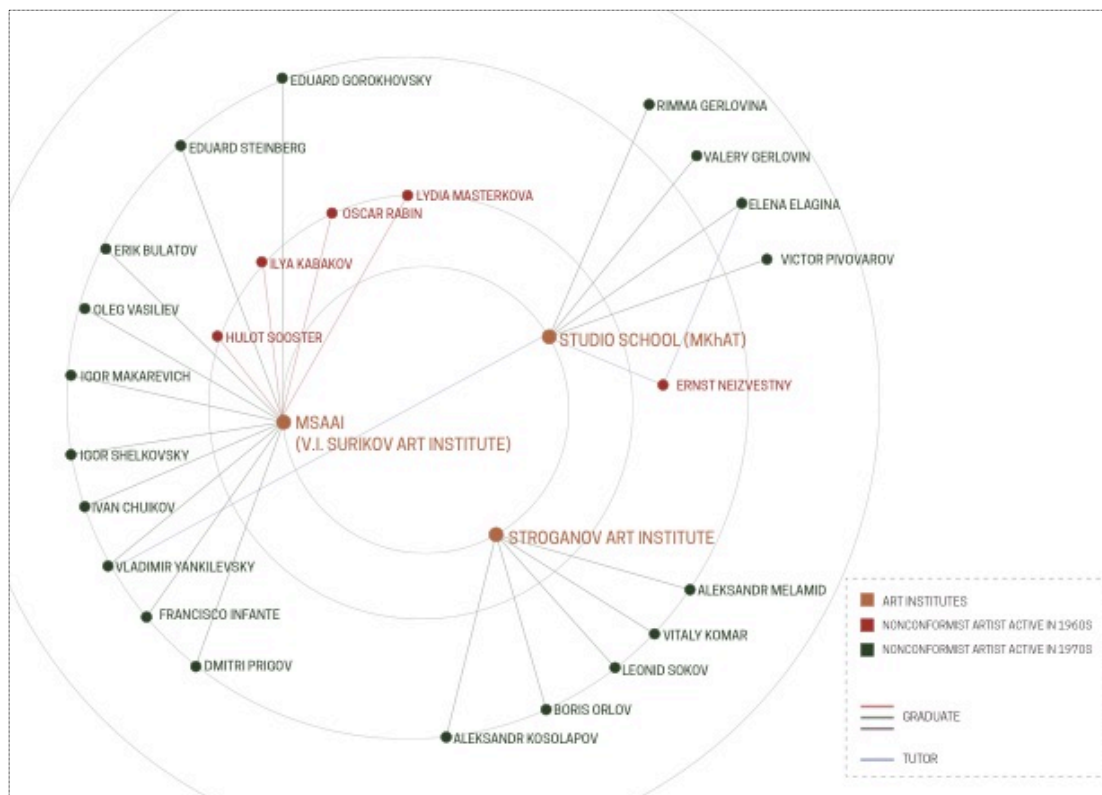 EDUARD GOROKHOVSKY
RIMMA GERLOVINA
EDUARD STEINBERG
VALERY GERLOVIN
LYDIA MASTERKOVA
OSCAR RABIN
ELENA ELAGINA
ERIK BULATOV
ILYA KABAKOV
VICTOR PIVOVAROV
OLEG VASILIEV
HULOT SOOSTER
STUDIO SCHOOL (MKhAT)
IGOR MAKAREVICH
ERNST NEIZVESTNY
MSAAI
(V.I. SURIKOV ART INSTITUTE)
IGOR SHELKOVSKY
IVAN CHUIKOV
STROGANOV ART INSTITUTE
VLADIMIR YANKILEVSKY
ALEKSANDR MELAMID
FRANCISCO INFANTE
VITALY KOMAR
DMITRI PRIGOV
LEONID SOKOV
BORIS ORLOV
ALEKSANDR KOSOLAPOV
ART INSTITUTES
NONCONFORMIST ARTIST ACTIVE IN 1960S
NONCONFORMIST ARTIST ACTIVE IN 1970S
GRADUATE
TUTOR